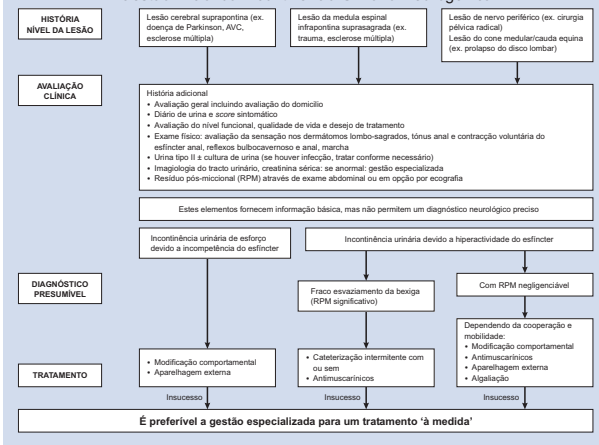 HISTÓRIA
NÍVEL DA LESÃO
Lesão cerebral suprapontina (ex.
doença de Parkinson, AVC,
esclerose múltipla)
Lesão da medula espinal
infrapontina suprasagrada (ex.
trauma, esclerose múltipla)
Lesão de nervo periférico (ex. cirurgia
pélvica radical)
Lesão do cone medular/cauda equina
(ex. prolapso do disco lombar)
AVALIAÇÃO
CLÍNICA
História adicional
• Avaliação geral incluindo avaliação do domicilio
• Diário de urina e score sintomático
• Avaliação do nível funcional, qualidade de vida e desejo de tratamento
• Exame físico: avaliação da sensação nos dermátomos lombo-sagrados, tónus anal e contracção voluntária do
esfíncter anal, reflexos bulbocavernoso e anal, marcha
• Urina tipo II ± cultura de urina (se houver infecção, tratar conforme necessário)
• Imagiologia do tracto urinário, creatinina sérica: se anormal: gestão especializada
• Resíduo pós-miccional (RPM) através de exame abdominal ou em opção por ecografia
Estes elementos fornecem informação básica, mas não permitem um diagnóstico neurológico preciso
Incontinência urinária de esforço
devido a incompetência do esfíncter
Incontinência urinária devido a hiperactividade do esfíncter
DIAGNÓSTICO
PRESUMÍVEL
Fraco esvaziamento da bexiga
(RPM significativo)
Com RPM negligenciável
TRATAMENTO
• Modificação comportamental
• Aparelhagem externa
• Cateterização intermitente com
ou sem
• Antimuscarínicos
Dependendo da cooperação e
mobilidade:
• Modificação comportamental
• Antimuscarínicos
• Aparelhagem externa
• Algaliação
Insucesso
Insucesso
Insucesso
É preferível a gestão especializada para um tratamento ‘à medida’